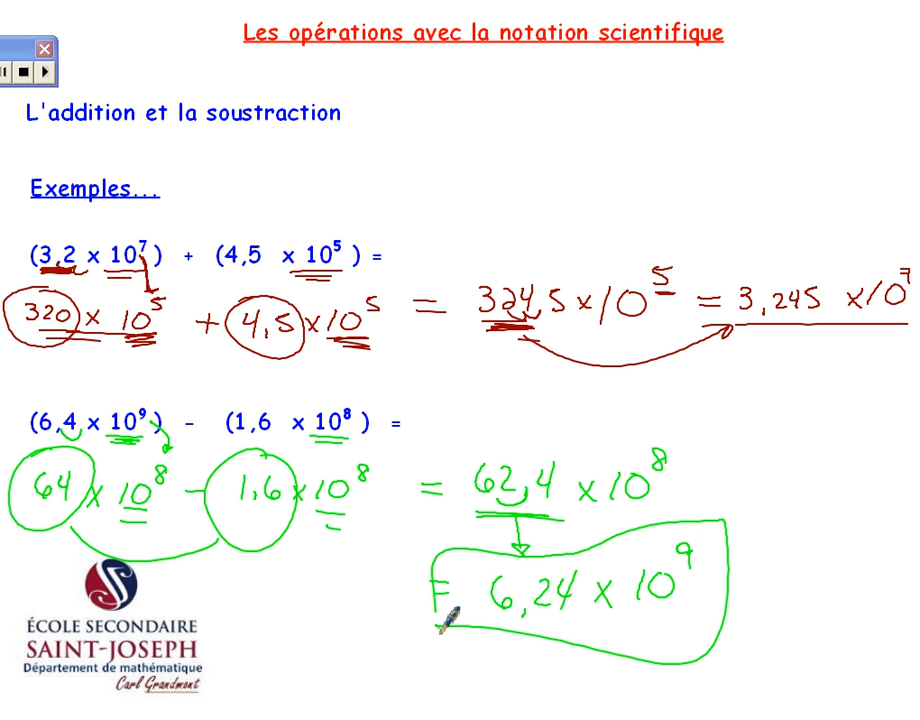 Les opérations avec la notation scientifique
L'addition et la soustraction
Exemples...
(3,2 x 10⁷) + (4,5 x 10⁵) =
320 x 10⁵ + 4,5 x 10⁵ = 324,5 x 10⁵ = 3,245 x 10⁷
(6,4 x 10⁹) - (1,6 x 10⁸) =
64 x 10⁸ - 1,6 x 10⁸ = 62,4 x 10⁸
= 6,24 x 10⁹
ÉCOLE SECONDAIRE
SAINT-JOSEPH
Département de mathématique
Carl Grandmont